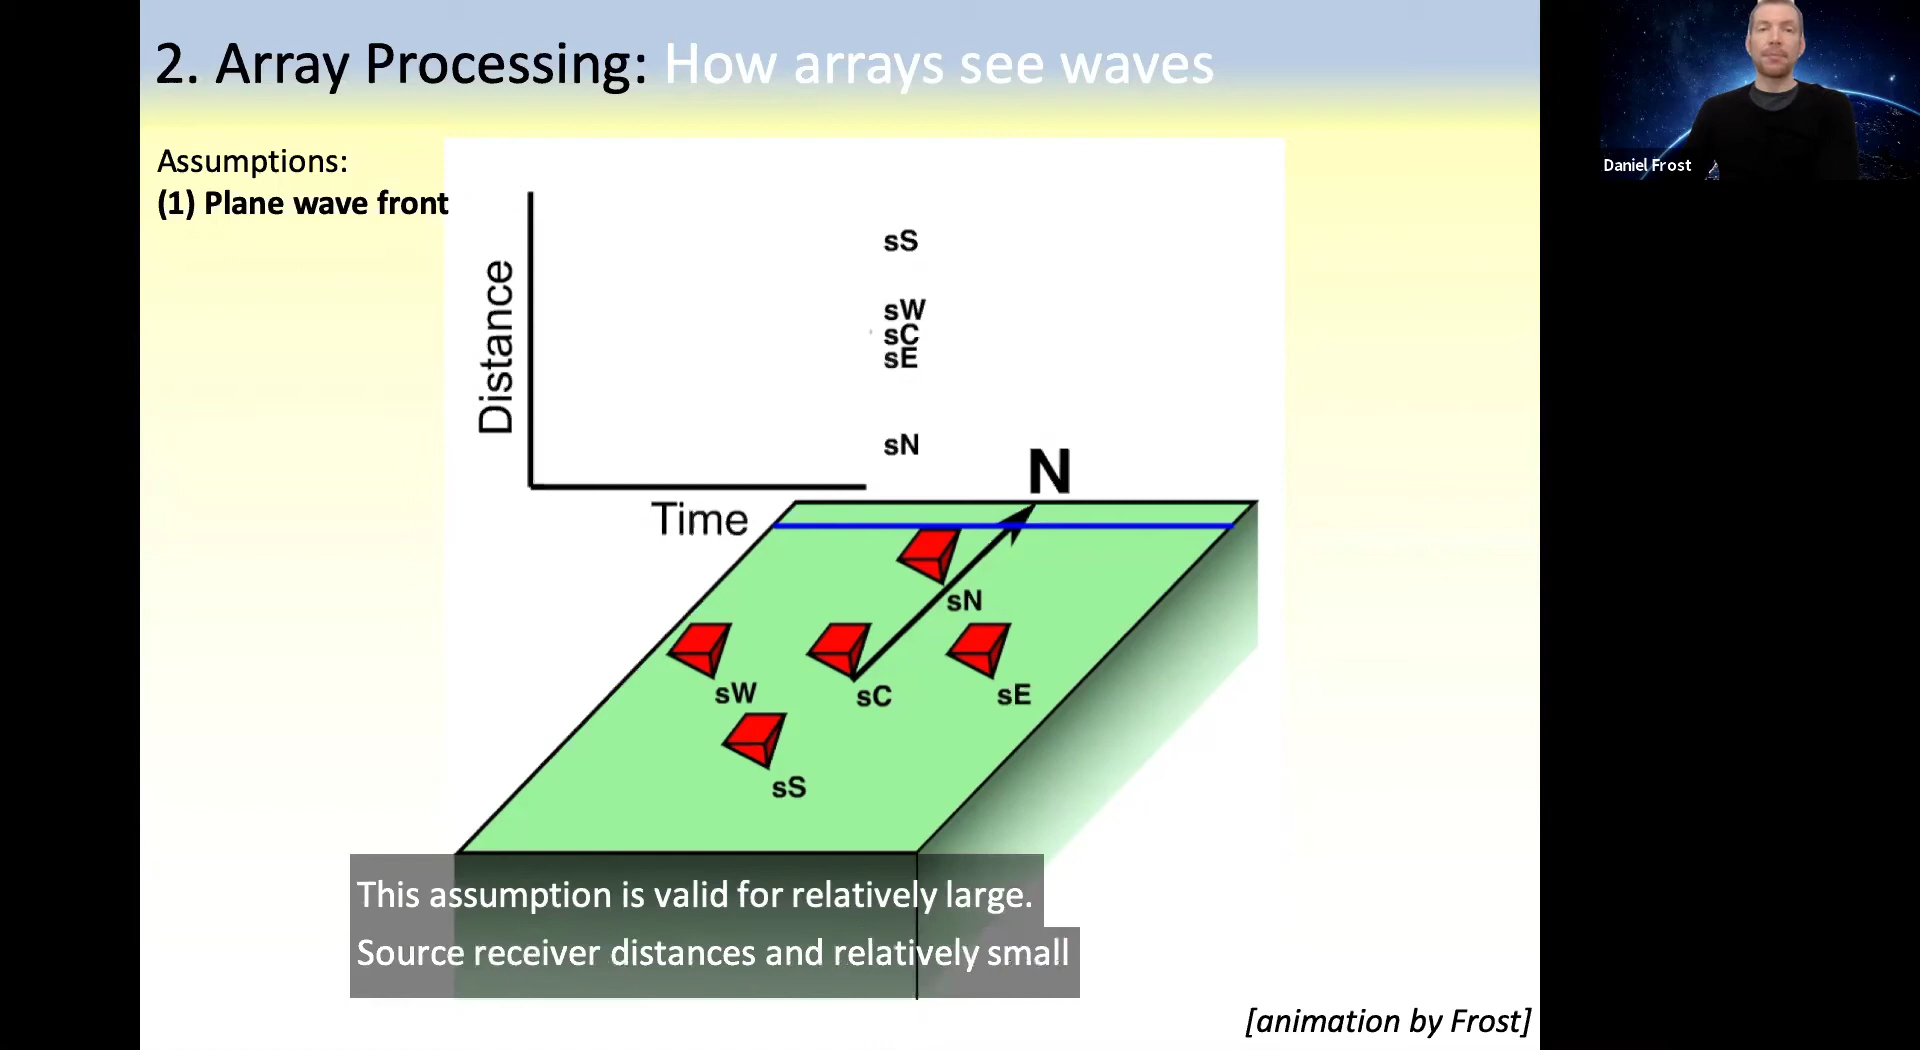 2. Array Processing: How arrays see waves
Daniel Frost
Assumptions:
(1) Plane wave front
Distance
sS
sW
sC
sE
sN
N
Time
sN
sW
sC
sE
sS
This assumption is valid for relatively large.
Source receiver distances and relatively small
[animation by Frost]